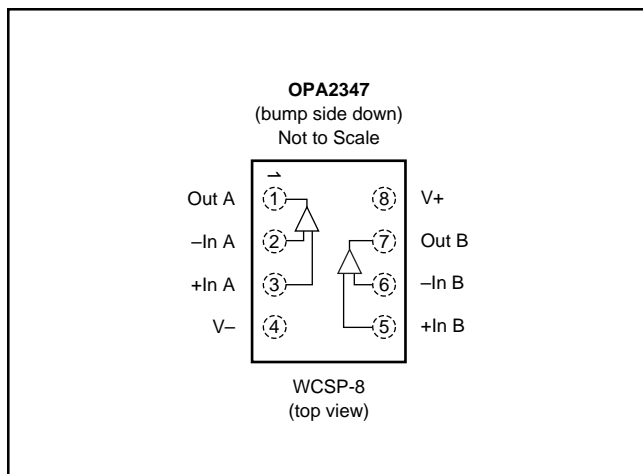 OPA2347
(bump side down)
Not to Scale
1
Out A 1 8 V+
–In A 2 7 Out B
+In A 3 6 –In B
V– 4 5 +In B
WCSP-8
(top view)